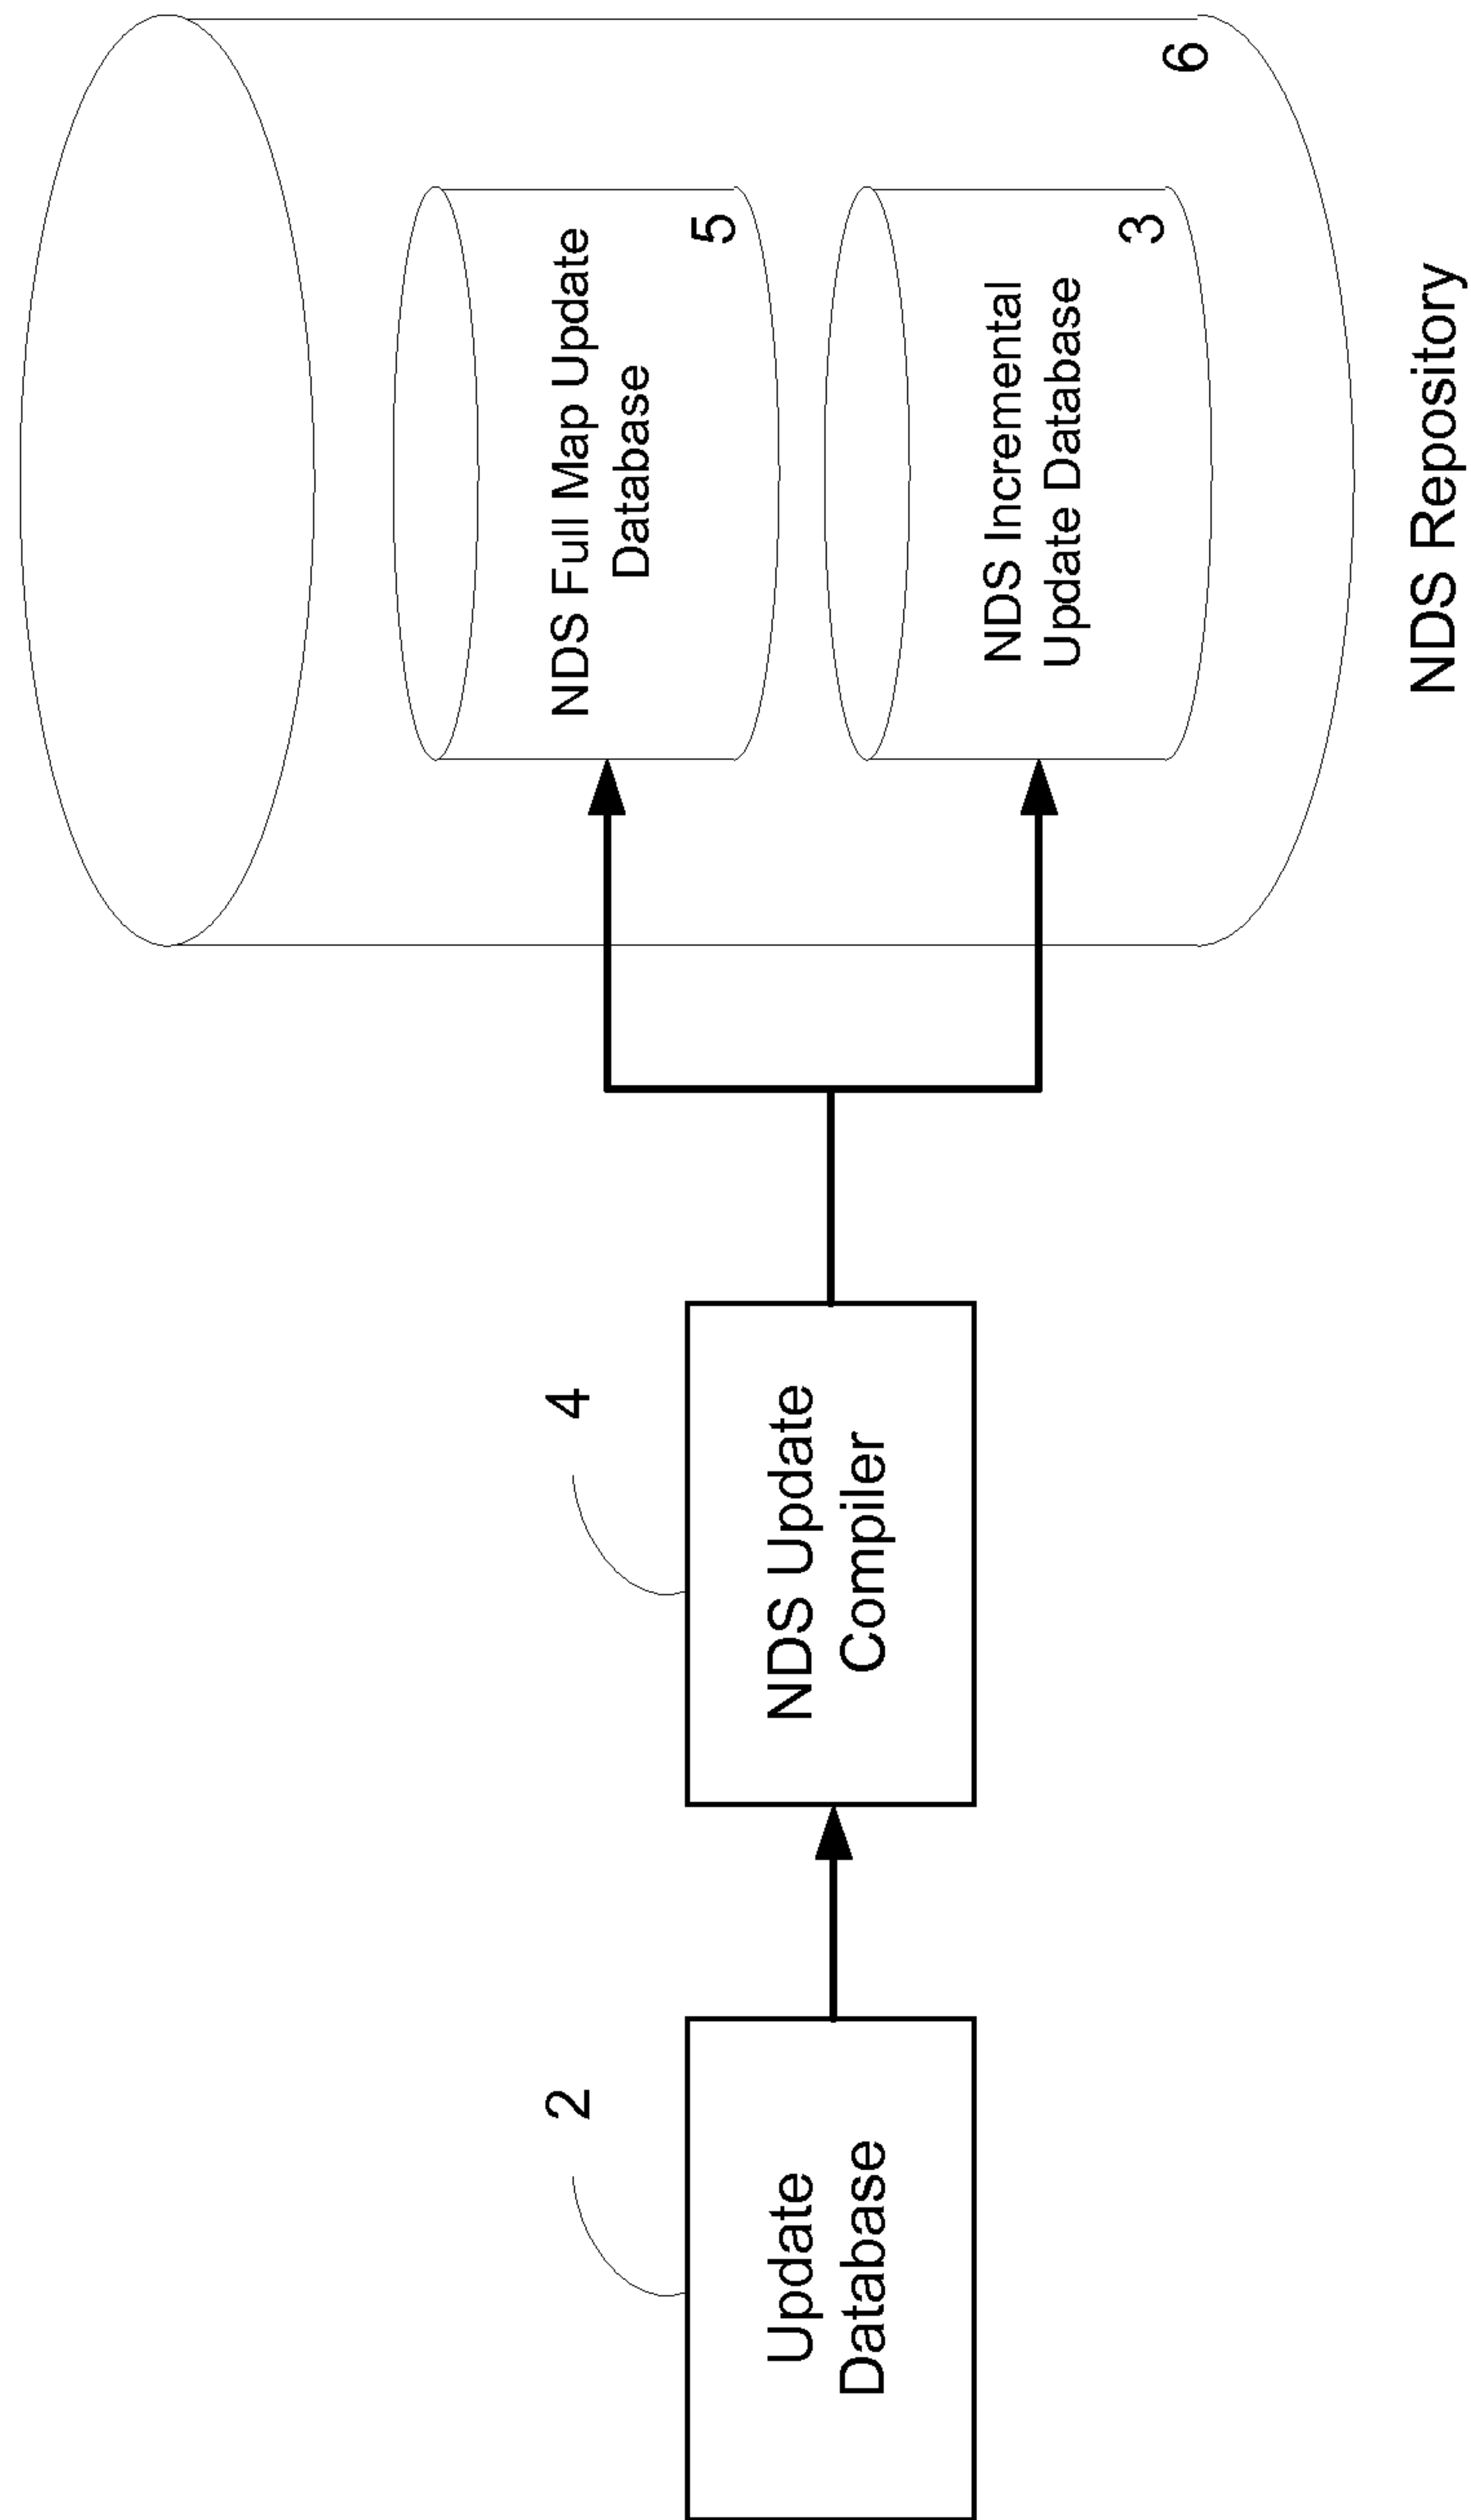 2
Update
Database
4
NDS Update
Compiler
NDS Full Map Update
Database
5
NDS Incremental
Update Database
3
6
NDS Repository